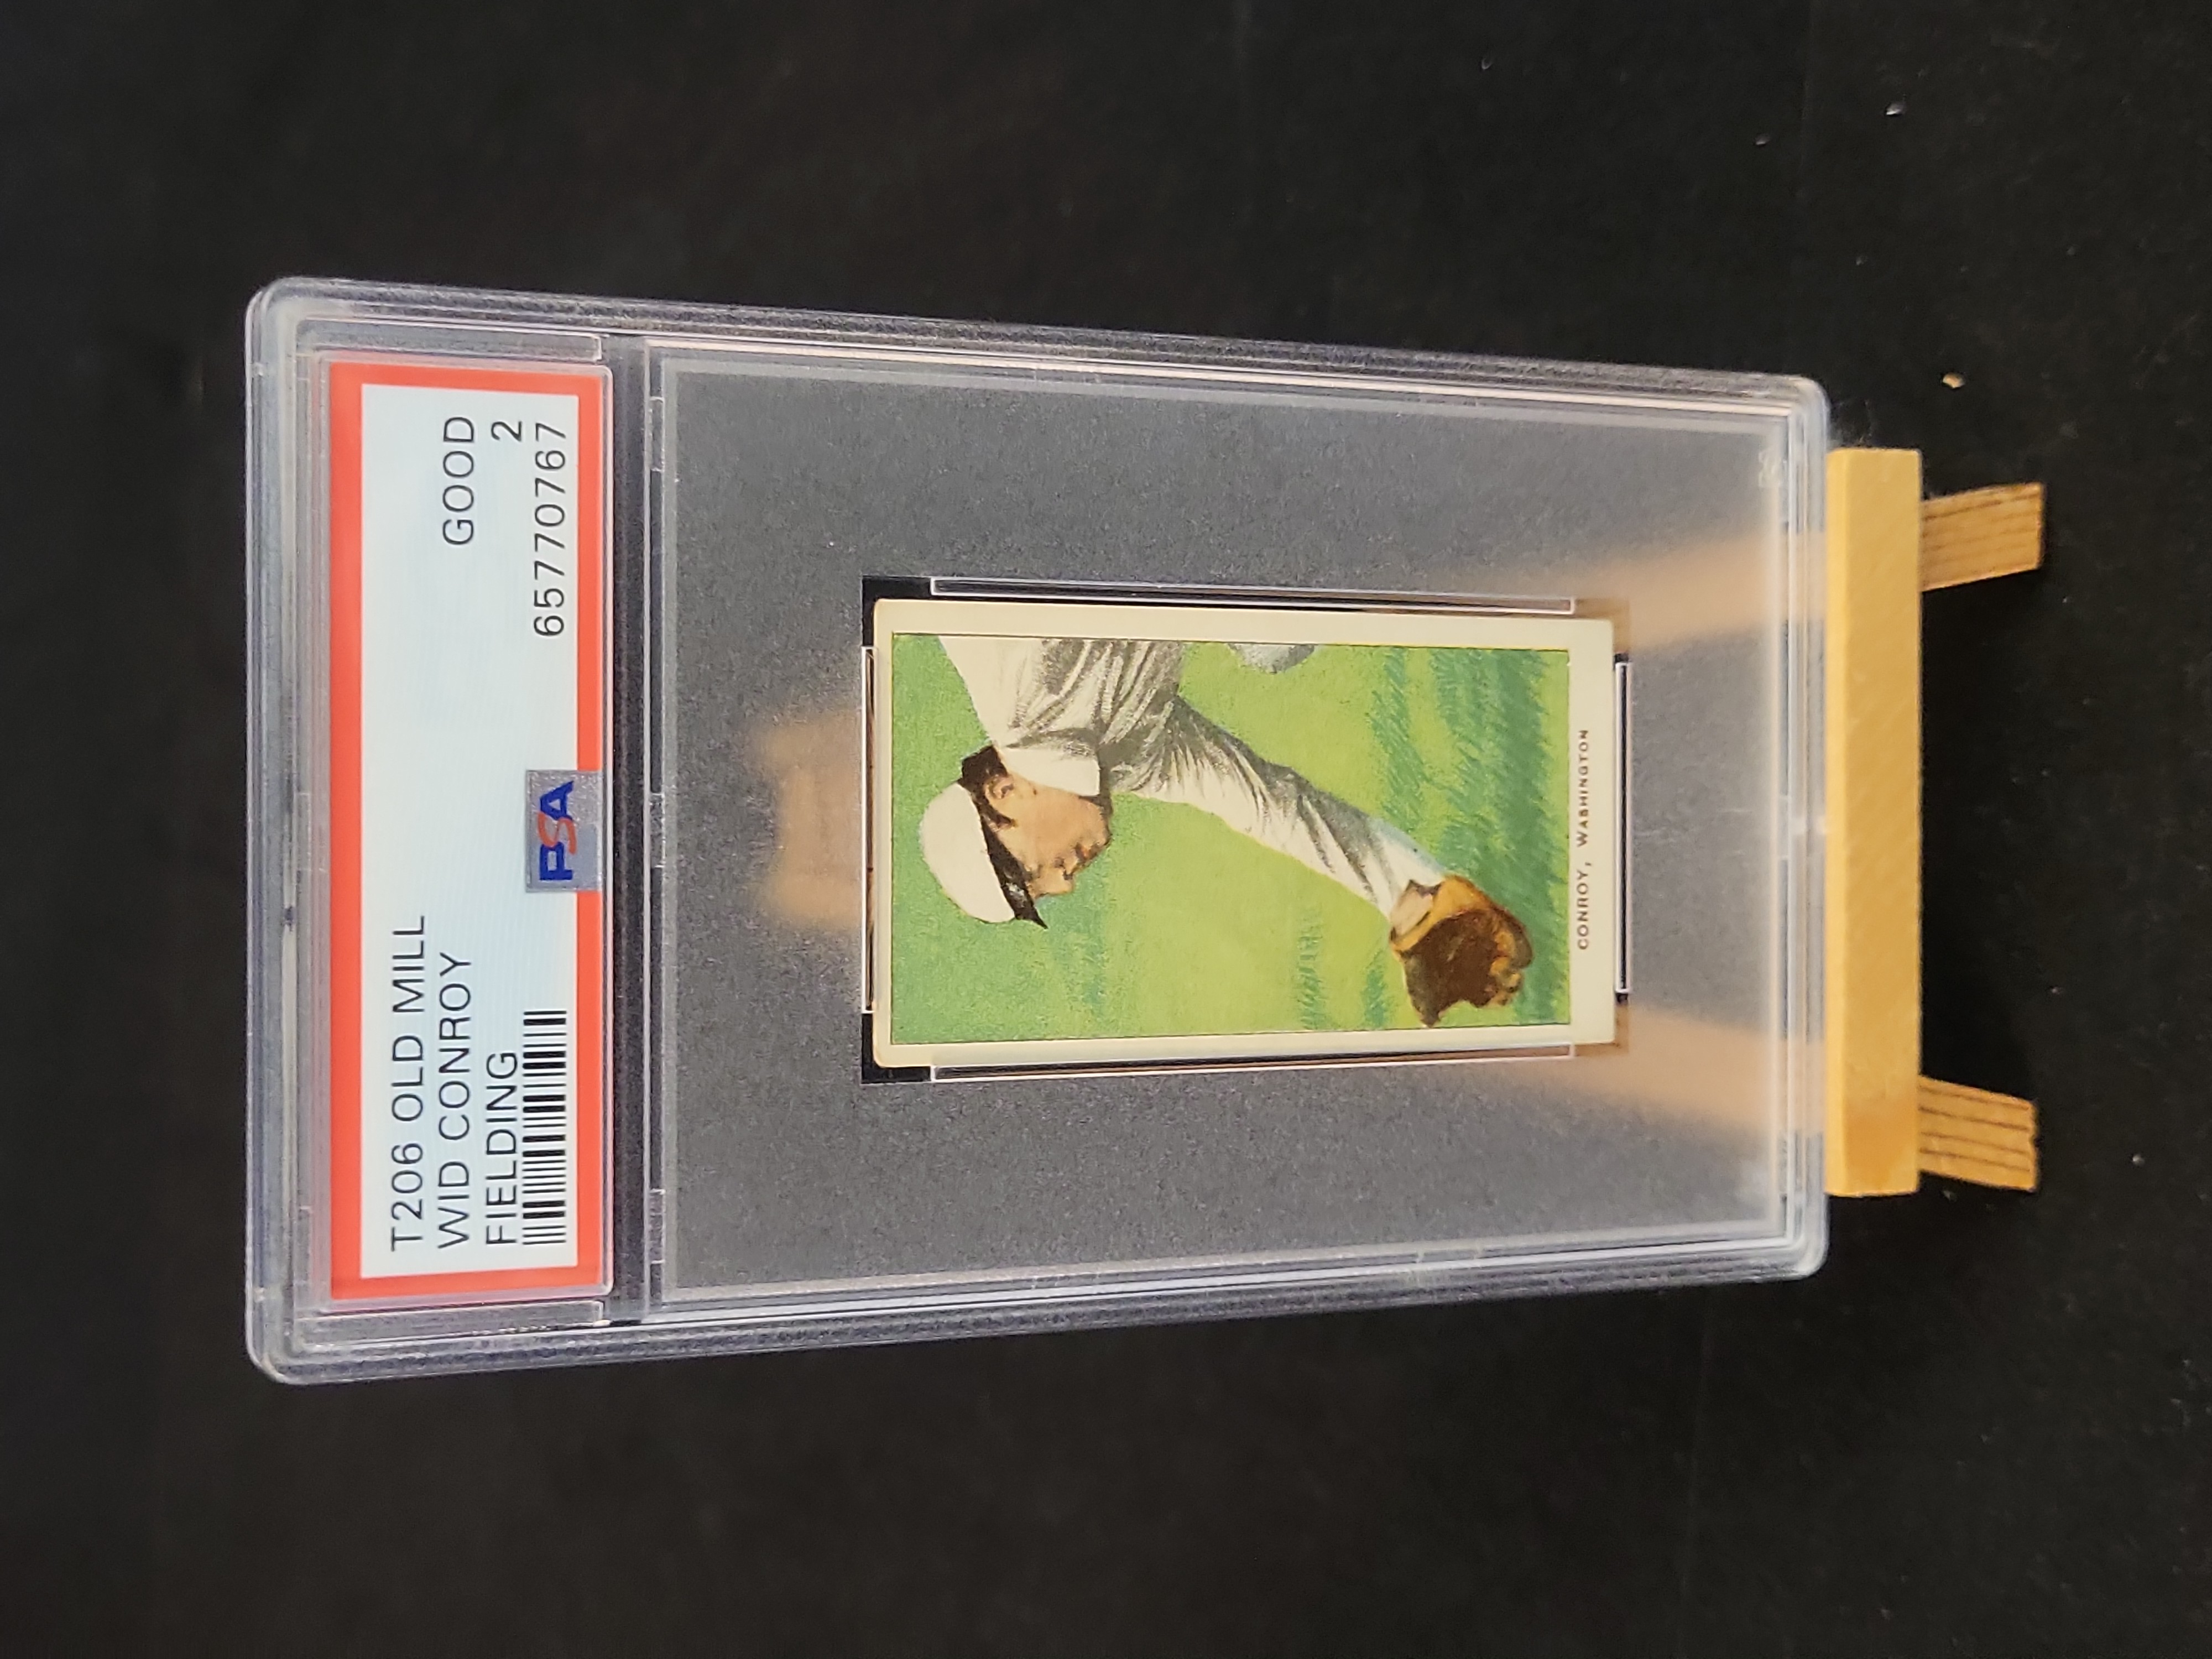 T206 OLD MILL
WID CONROY GOOD
FIELDING 2
PSA 65770767
CONROY, WASHINGTON